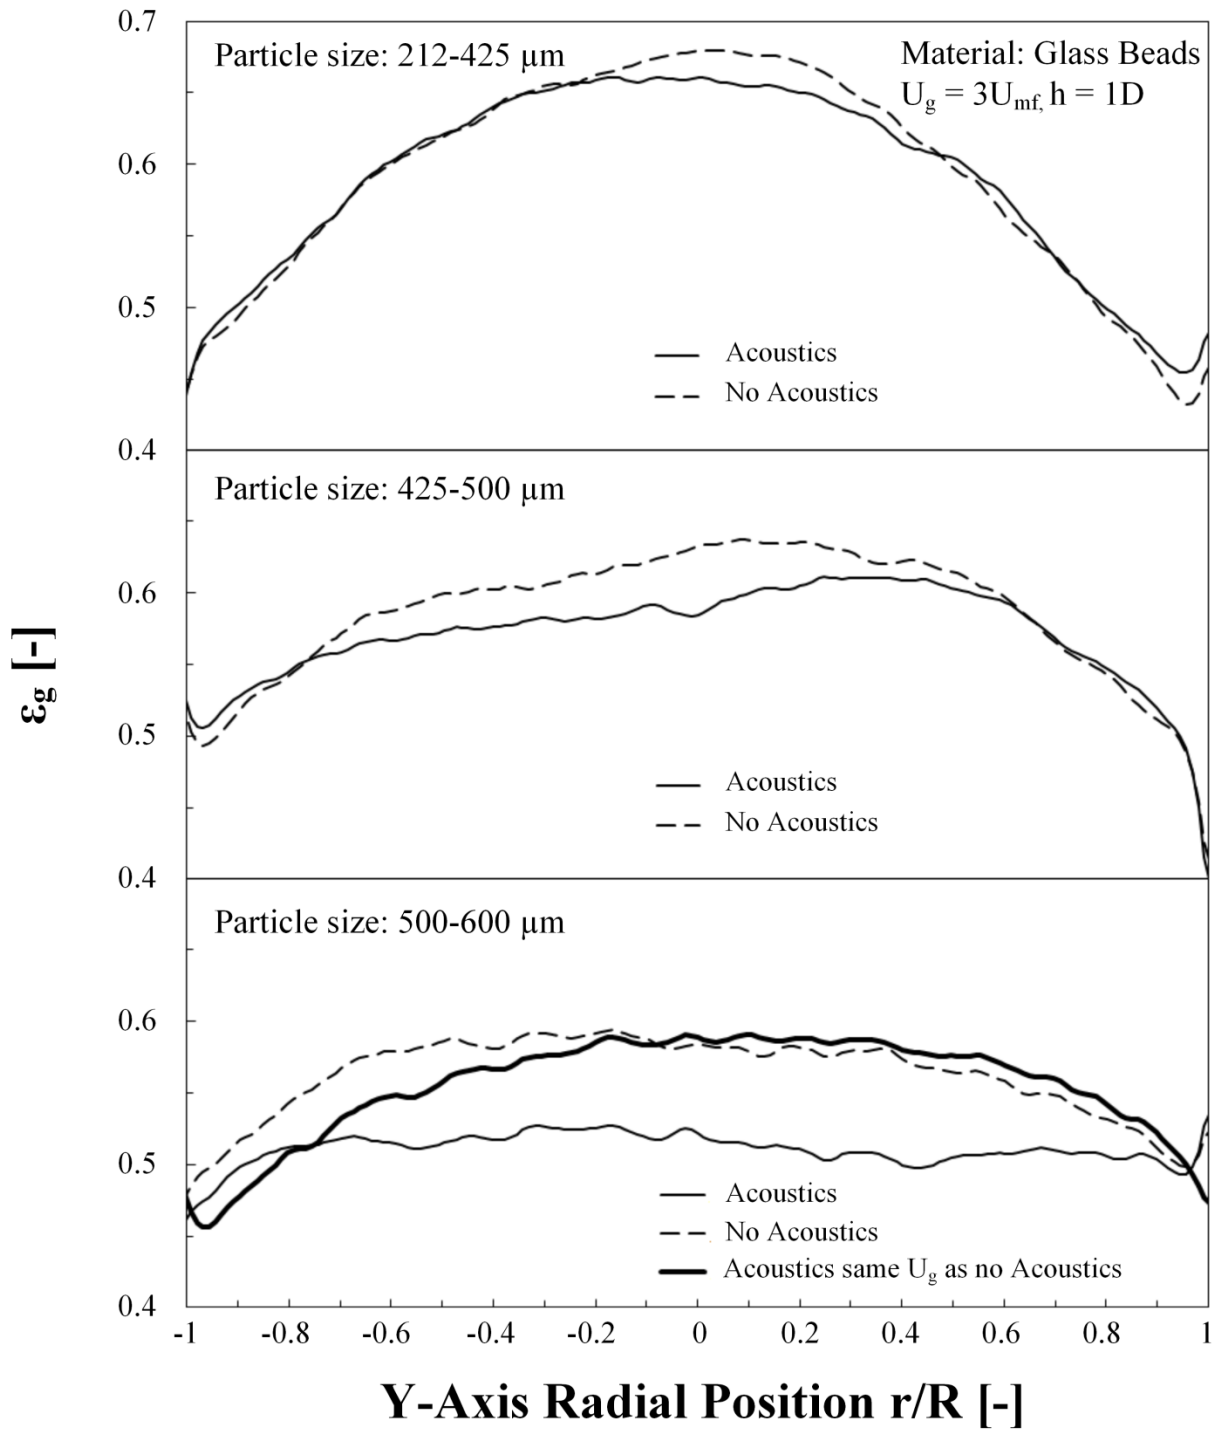 0.7
Particle size: 212-425 µm
Material: Glass Beads
Ug = 3Umf, h = 1D
0.6
0.5
Acoustics
No Acoustics
0.4
Particle size: 425-500 µm
0.6
εg [-]
0.5
Acoustics
No Acoustics
0.4
Particle size: 500-600 µm
0.6
0.5
Acoustics
No Acoustics
Acoustics same Ug as no Acoustics
0.4
-1 -0.8 -0.6 -0.4 -0.2 0 0.2 0.4 0.6 0.8 1
Y-Axis Radial Position r/R [-]